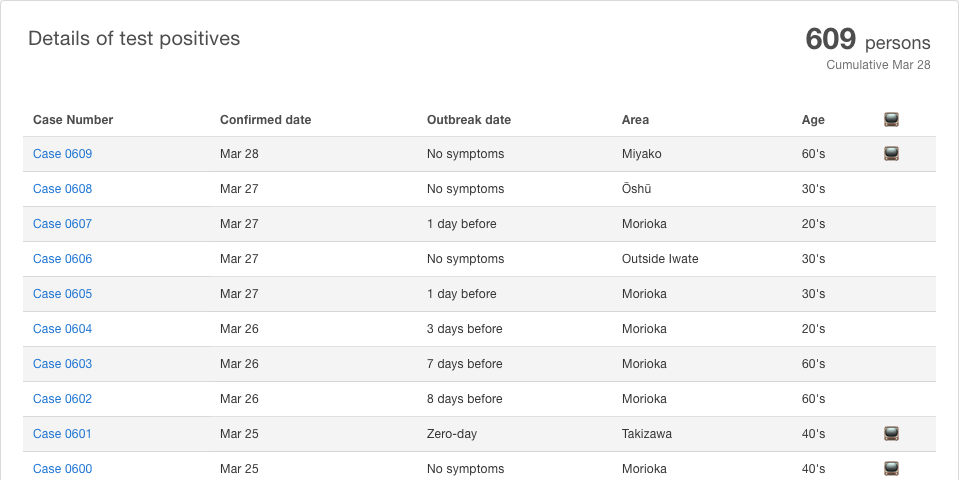 Details of test positives
609 persons
Cumulative Mar 28
Case Number Confirmed date Outbreak date Area Age
Case 0609 Mar 28 No symptoms Miyako 60's
Case 0608 Mar 27 No symptoms Ōshū 30's
Case 0607 Mar 27 1 day before Morioka 20's
Case 0606 Mar 27 No symptoms Outside Iwate 30's
Case 0605 Mar 27 1 day before Morioka 30's
Case 0604 Mar 26 3 days before Morioka 20's
Case 0603 Mar 26 7 days before Morioka 60's
Case 0602 Mar 26 8 days before Morioka 60's
Case 0601 Mar 25 Zero-day Takizawa 40's
Case 0600 Mar 25 No symptoms Morioka 40's